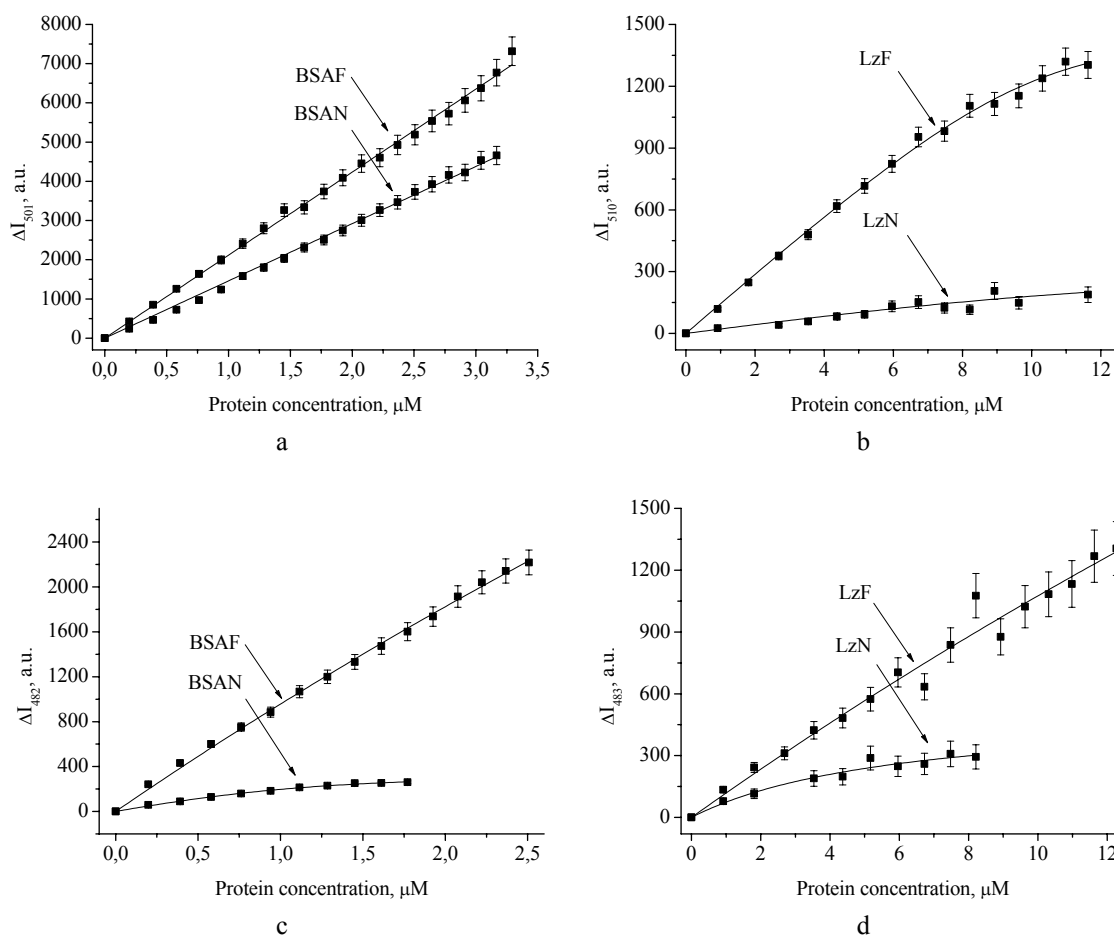 8000
7000
6000
5000
4000
3000
2000
1000
0
ΔI501, a.u.
BSAF
BSAN
0,0 0,5 1,0 1,5 2,0 2,5 3,0 3,5
Protein concentration, μM
a
1500
1200
900
600
300
0
ΔI510, a.u.
LzF
LzN
0 2 4 6 8 10 12
Protein concentration, μM
b
2400
2000
1600
1200
800
400
0
ΔI482, a.u.
BSAF
BSAN
0,0 0,5 1,0 1,5 2,0 2,5
Protein concentration, μM
c
1500
1200
900
600
300
0
ΔI483, a.u.
LzF
LzN
0 2 4 6 8 10 12
Protein concentration, μM
d